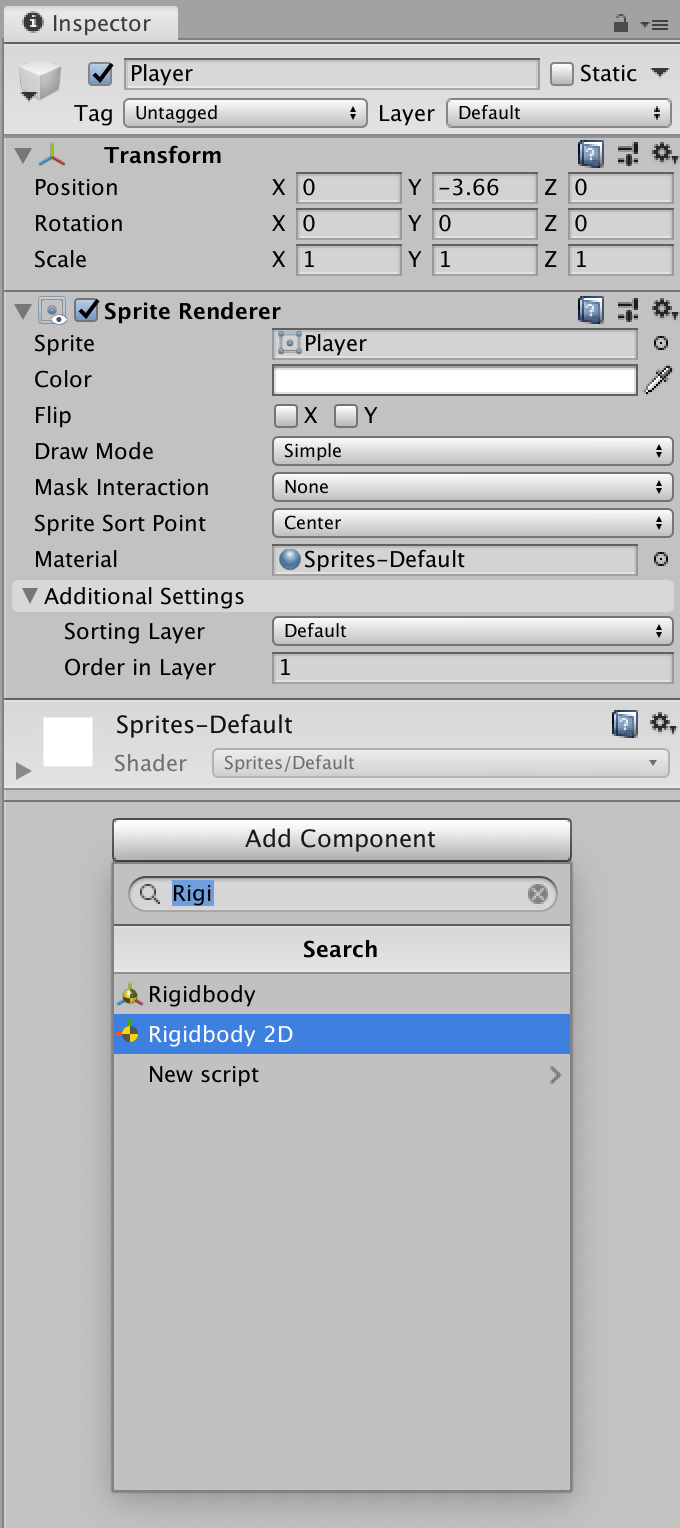 Inspector
Player
Static
Tag Untagged Layer Default
Transform
Position X 0 Y -3.66 Z 0
Rotation X 0 Y 0 Z 0
Scale X 1 Y 1 Z 1
Sprite Renderer
Sprite Player
Color
Flip X Y
Draw Mode Simple
Mask Interaction None
Sprite Sort Point Center
Material Sprites-Default
Additional Settings
Sorting Layer Default
Order in Layer 1
Sprites-Default
Shader Sprites/Default
Add Component
Rigi
Search
Rigidbody
Rigidbody 2D
New script